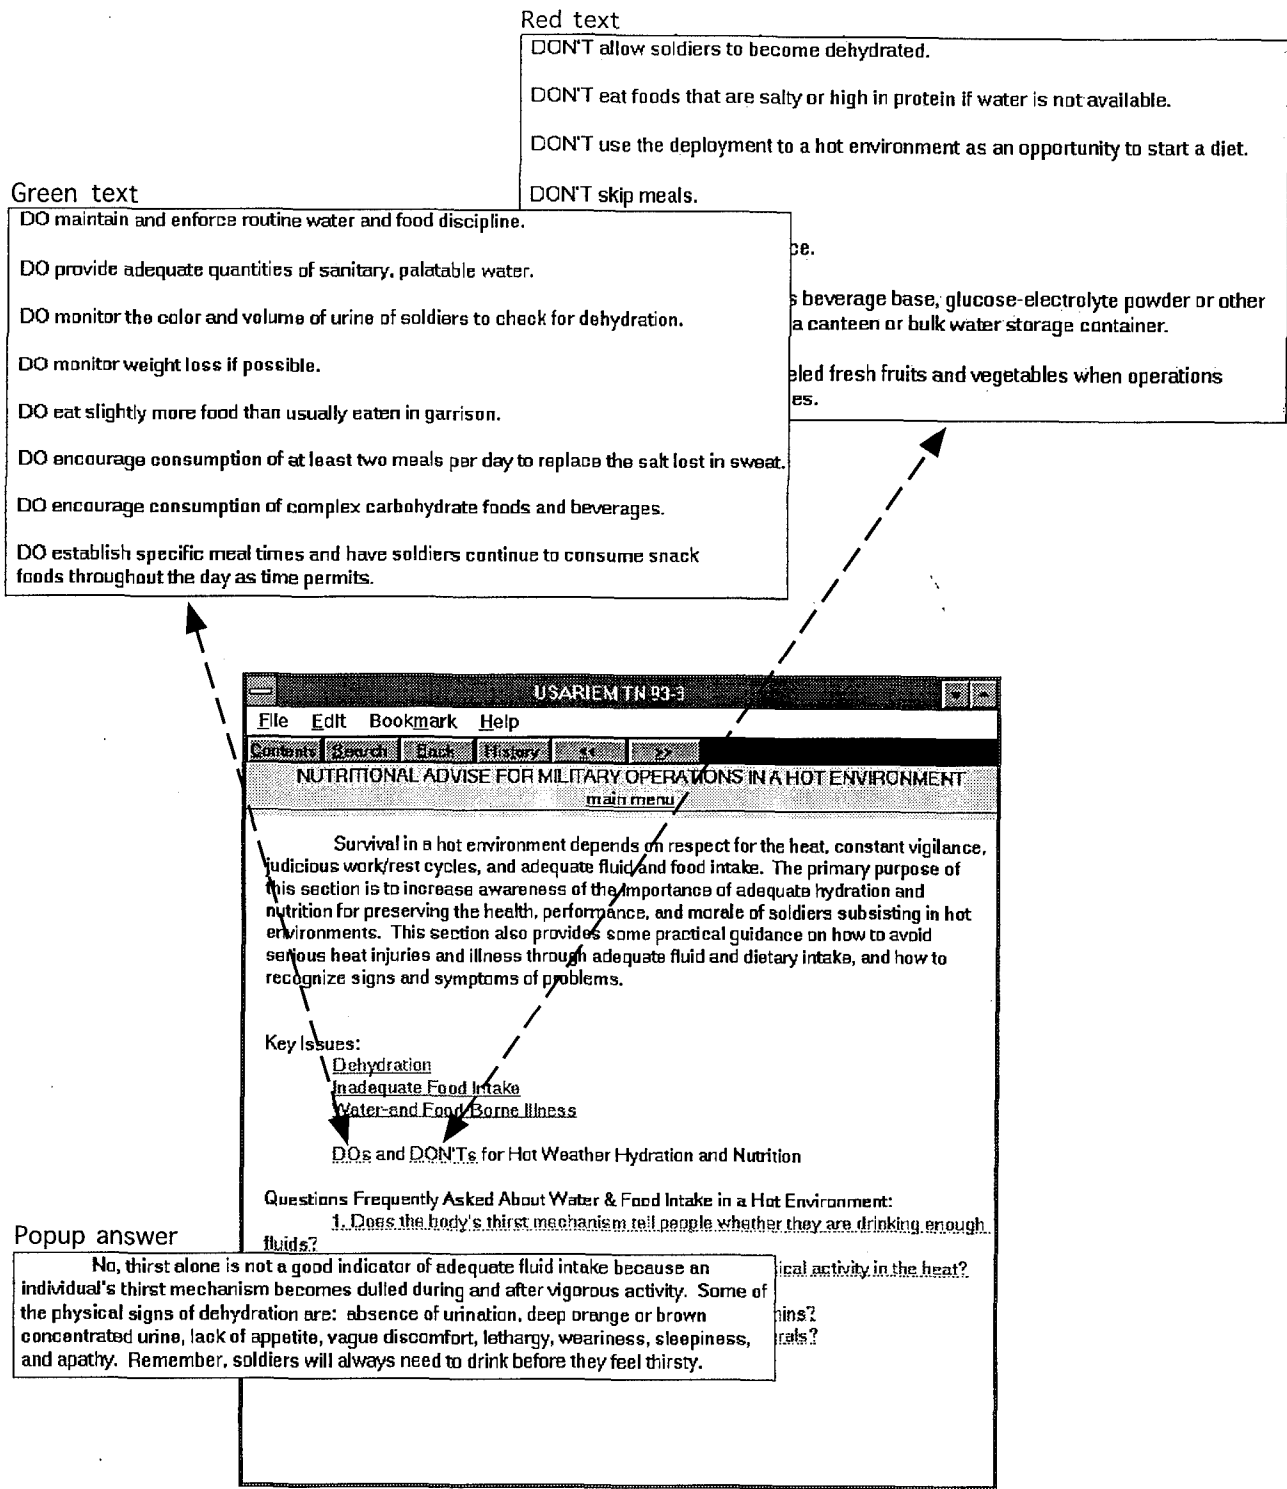 Red text
DON'T allow soldiers to become dehydrated.
DON'T eat foods that are salty or high in protein if water is not available.
DON'T use the deployment to a hot environment as an opportunity to start a diet.
DON'T skip meals.
ce.
s beverage base, glucose-electrolyte powder or other
a canteen or bulk water storage container.
eled fresh fruits and vegetables when operations
es.
Green text
DO maintain and enforce routine water and food discipline.
DO provide adequate quantities of sanitary, palatable water.
DO monitor the color and volume of urine of soldiers to check for dehydration.
DO monitor weight loss if possible.
DO eat slightly more food than usually eaten in garrison.
DO encourage consumption of at least two meals per day to replace the salt lost in sweat.
DO encourage consumption of complex carbohydrate foods and beverages.
DO establish specific meal times and have soldiers continue to consume snack
foods throughout the day as time permits.
USARIEM TN 93-3
File Edit Bookmark Help
Contents Search Back History << >>
NUTRITIONAL ADVISE FOR MILITARY OPERATIONS IN A HOT ENVIRONMENT
main menu
Survival in a hot environment depends on respect for the heat, constant vigilance,
judicious work/rest cycles, and adequate fluid and food intake. The primary purpose of
this section is to increase awareness of the importance of adequate hydration and
nutrition for preserving the health, performance, and morale of soldiers subsisting in hot
environments. This section also provides some practical guidance on how to avoid
serious heat injuries and illness through adequate fluid and dietary intake, and how to
recognize signs and symptoms of problems.
Key Issues:
Dehydration
Inadequate Food Intake
Water-and Food-Borne Illness
DOs and DON'Ts for Hot Weather Hydration and Nutrition
Questions Frequently Asked About Water & Food Intake in a Hot Environment:
1. Does the body's thirst mechanism tell people whether they are drinking enough
fluids?
ical activity in the heat?
ins?
rals?
Popup answer
No, thirst alone is not a good indicator of adequate fluid intake because an
individual's thirst mechanism becomes dulled during and after vigorous activity. Some of
the physical signs of dehydration are: absence of urination, deep orange or brown
concentrated urine, lack of appetite, vague discomfort, lethargy, weariness, sleepiness,
and apathy. Remember, soldiers will always need to drink before they feel thirsty.